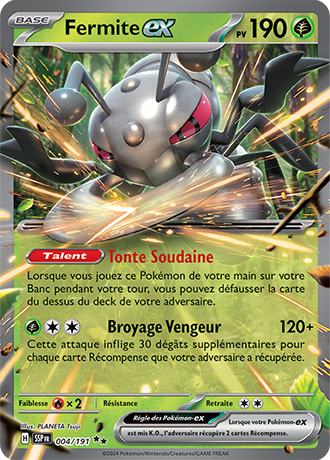 BASE
Fermite ex
PV 190
Talent Tonte Soudaine
Lorsque vous jouez ce Pokémon de votre main sur votre
Banc pendant votre tour, vous pouvez défausser la carte
du dessus du deck de votre adversaire.
Broyage Vengeur 120+
Cette attaque inflige 30 dégâts supplémentaires pour
chaque carte Récompense que votre adversaire a récupérée.
Faiblesse × 2 Résistance Retraite
Illus. PLANETA Tsuji
H SSP FR 004/191
Règle des Pokémon-ex Lorsque votre Pokémon-ex
est mis K.O., l'adversaire récupère 2 cartes Récompense.
©2024 Pokémon/Nintendo/Creatures/GAME FREAK